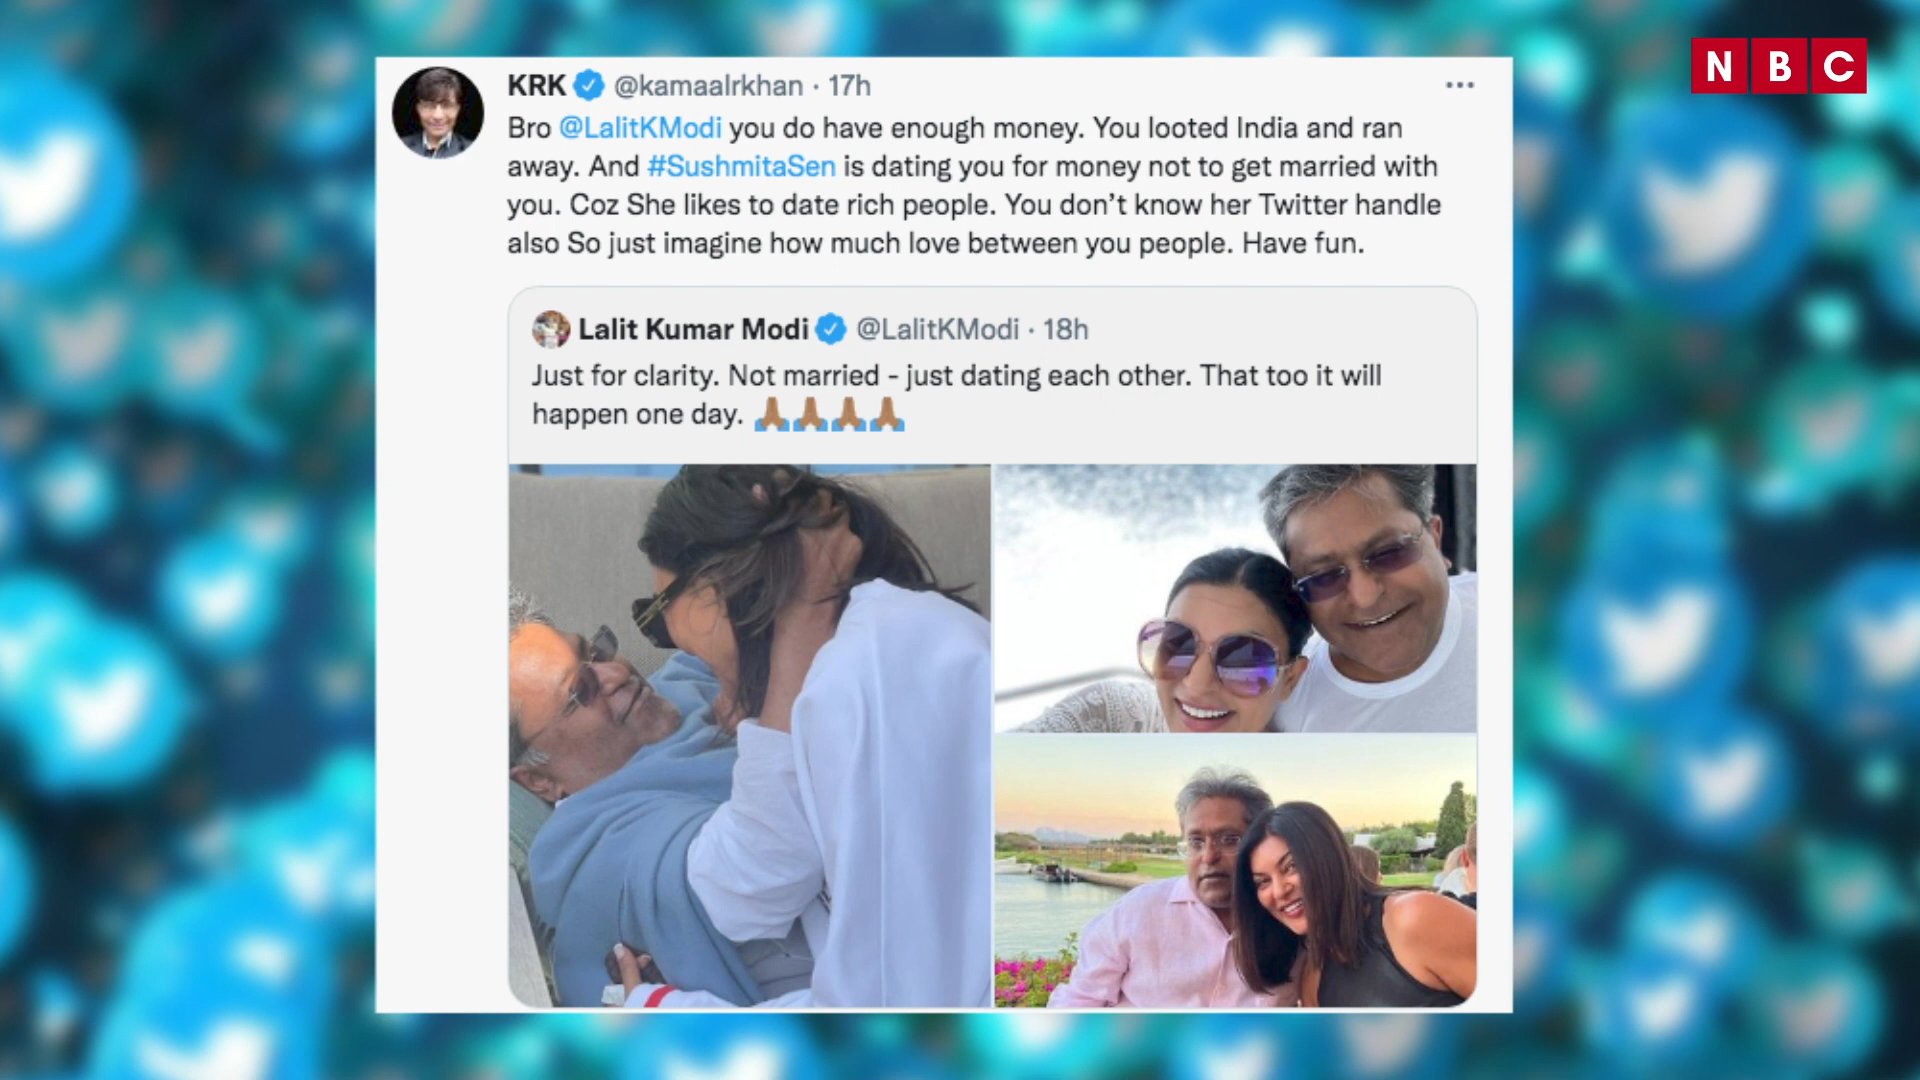 NBC
KRK @kamaalrkhan · 17h
Bro @LalitKModi you do have enough money. You looted India and ran
away. And #SushmitaSen is dating you for money not to get married with
you. Coz She likes to date rich people. You don’t know her Twitter handle
also So just imagine how much love between you people. Have fun.
Lalit Kumar Modi @LalitKModi · 18h
Just for clarity. Not married - just dating each other. That too it will
happen one day. 🙏🏽🙏🏽🙏🏽🙏🏽